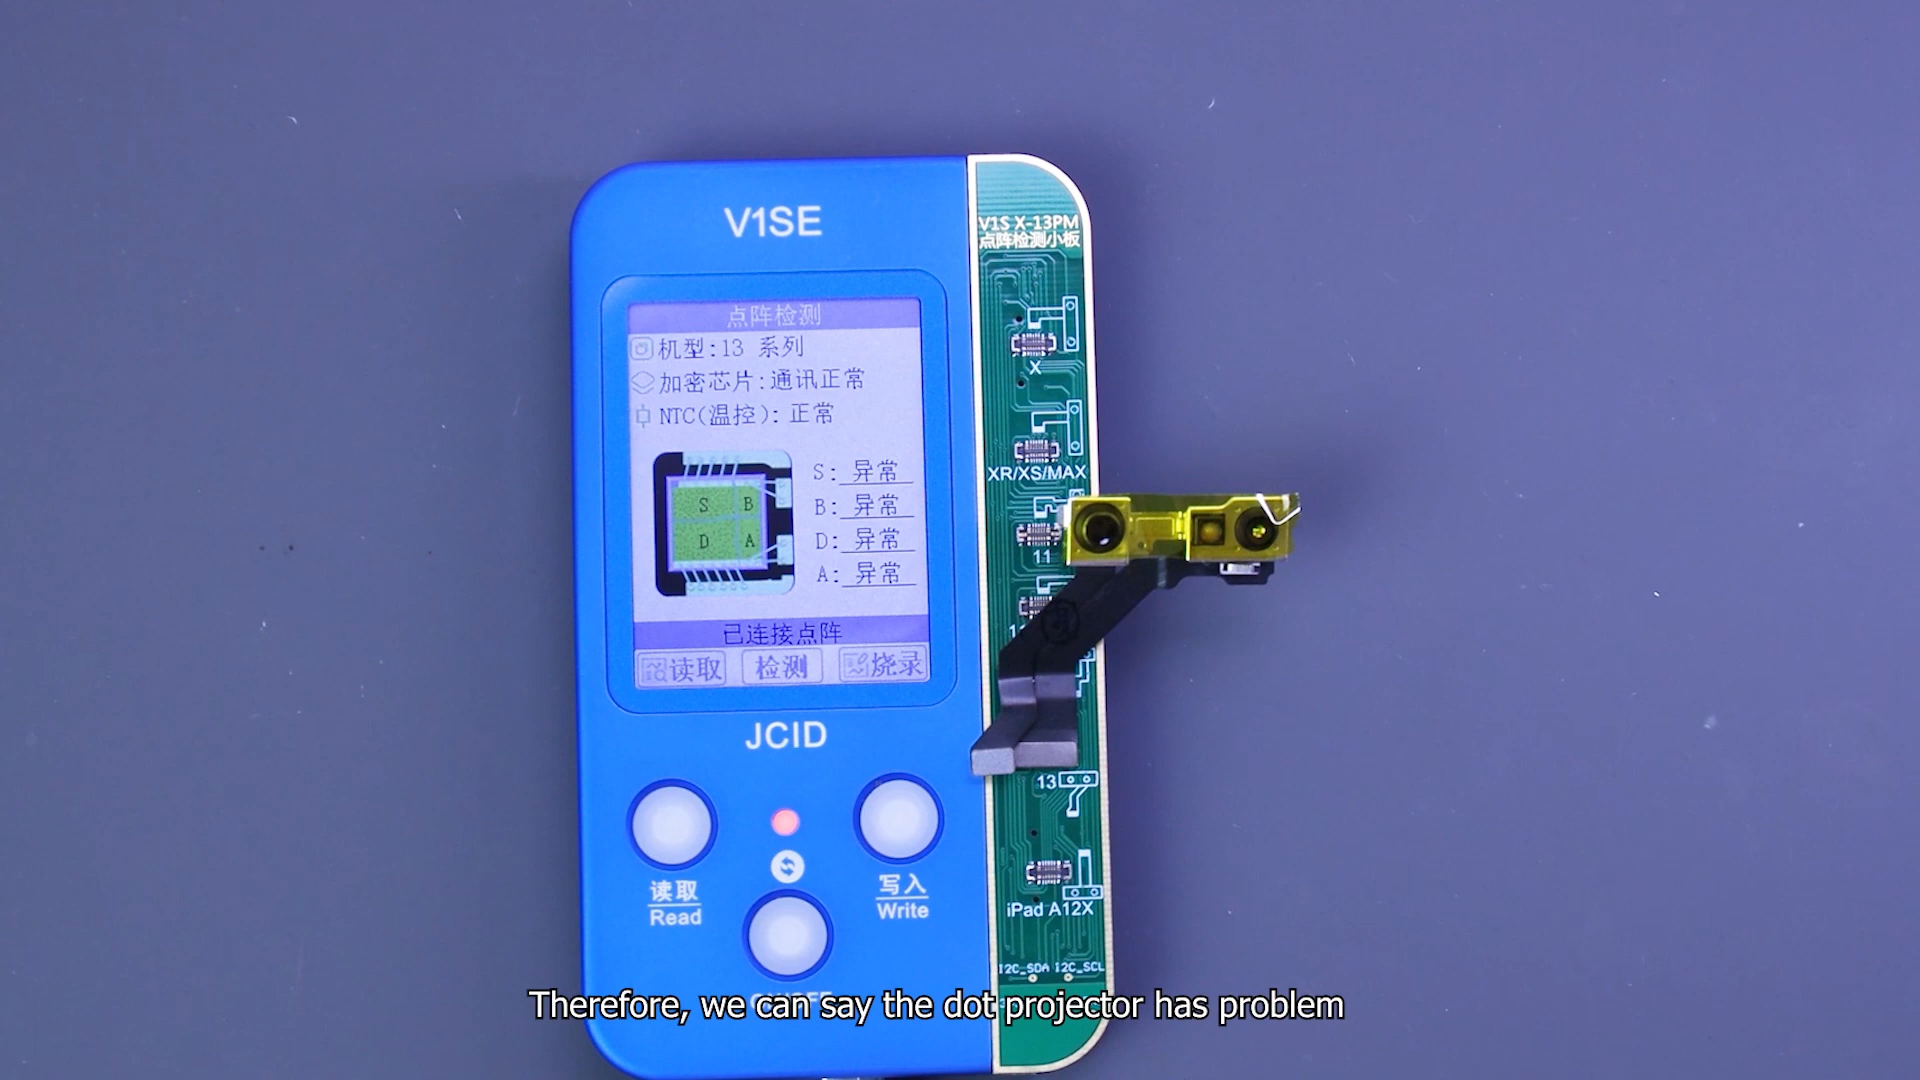 V1SE
V1S X-13PM
点阵检测小板
点阵检测
机型:13 系列
加密芯片:通讯正常
NTC(温控): 正常
S: 异常
B: 异常
D: 异常
A: 异常
S B
D A
已连接点阵
读取 检测 烧录
X
XR/XS/MAX
11
13
iPad A12X
I2C_SDA I2C_SCL
JCID
读取
Read
写入
Write
Therefore, we can say the dot projector has problem